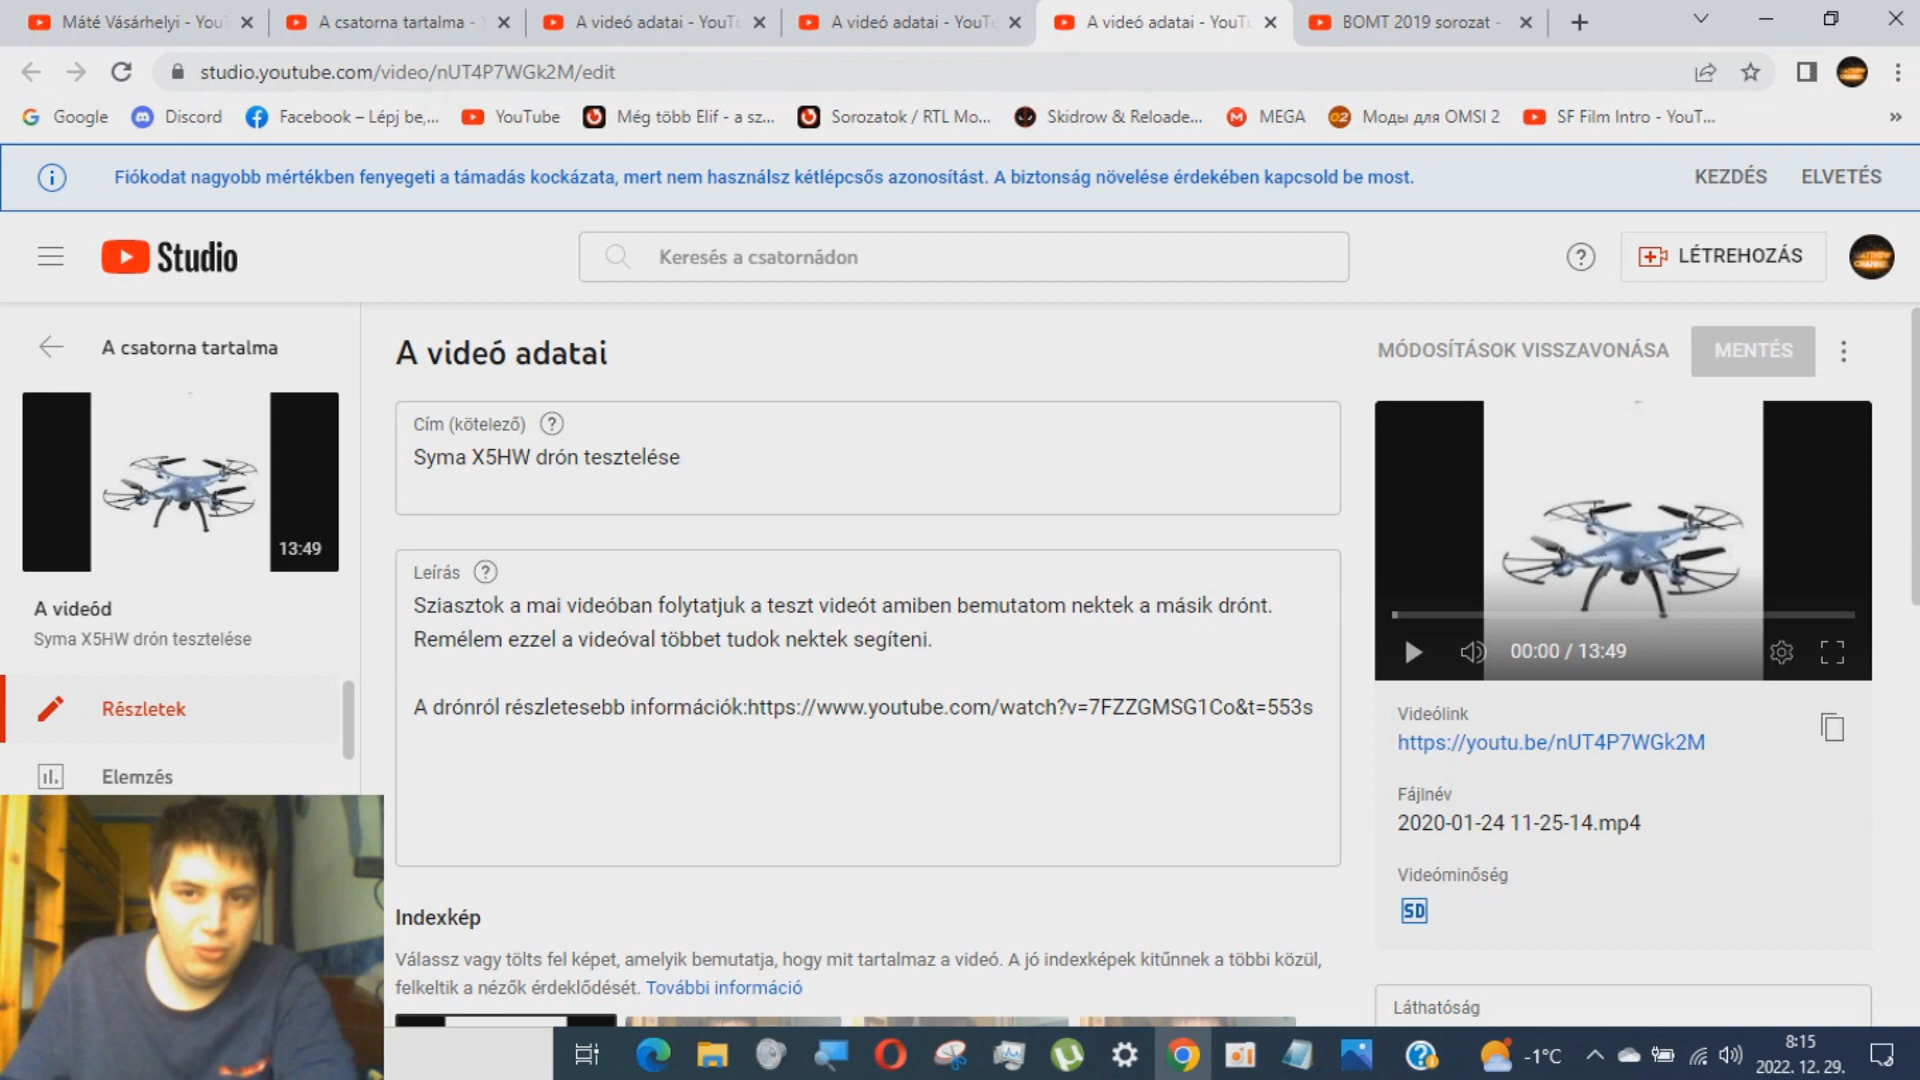 Máté Vásárhelyi - You
A csatorna tartalma -
A videó adatai - YouTu
A videó adatai - YouTu
A videó adatai - YouTu
BOMT 2019 sorozat -
studio.youtube.com/video/nUT4P7WGk2M/edit
Google
Discord
Facebook – Lépj be,...
YouTube
Még több Elif - a sz...
Sorozatok / RTL Mo...
Skidrow & Reloade...
MEGA
Моды для OMSI 2
SF Film Intro - YouT...
Fiókodat nagyobb mértékben fenyegeti a támadás kockázata, mert nem használsz kétlépcsős azonosítást. A biztonság növelése érdekében kapcsold be most.
KEZDÉS
ELVETÉS
Studio
Keresés a csatornádon
LÉTREHOZÁS
A csatorna tartalma
A videó adatai
MÓDOSÍTÁSOK VISSZAVONÁSA
MENTÉS
13:49
A videód
Syma X5HW drón tesztelése
Részletek
Elemzés
Cím (kötelező)
Syma X5HW drón tesztelése
Leírás
Sziasztok a mai videóban folytatjuk a teszt videót amiben bemutatom nektek a másik drónt.
Remélem ezzel a videóval többet tudok nektek segíteni.
A drónról részletesebb információk:https://www.youtube.com/watch?v=7FZZGMSG1Co&t=553s
Indexkép
Válassz vagy tölts fel képet, amelyik bemutatja, hogy mit tartalmaz a videó. A jó indexképek kitűnnek a többi közül,
felkeltik a nézők érdeklődését. További információ
00:00 / 13:49
Videólink
https://youtu.be/nUT4P7WGk2M
Fájlnév
2020-01-24 11-25-14.mp4
Videóminőség
SD
Láthatóság
-1°C
8:15
2022. 12. 29.